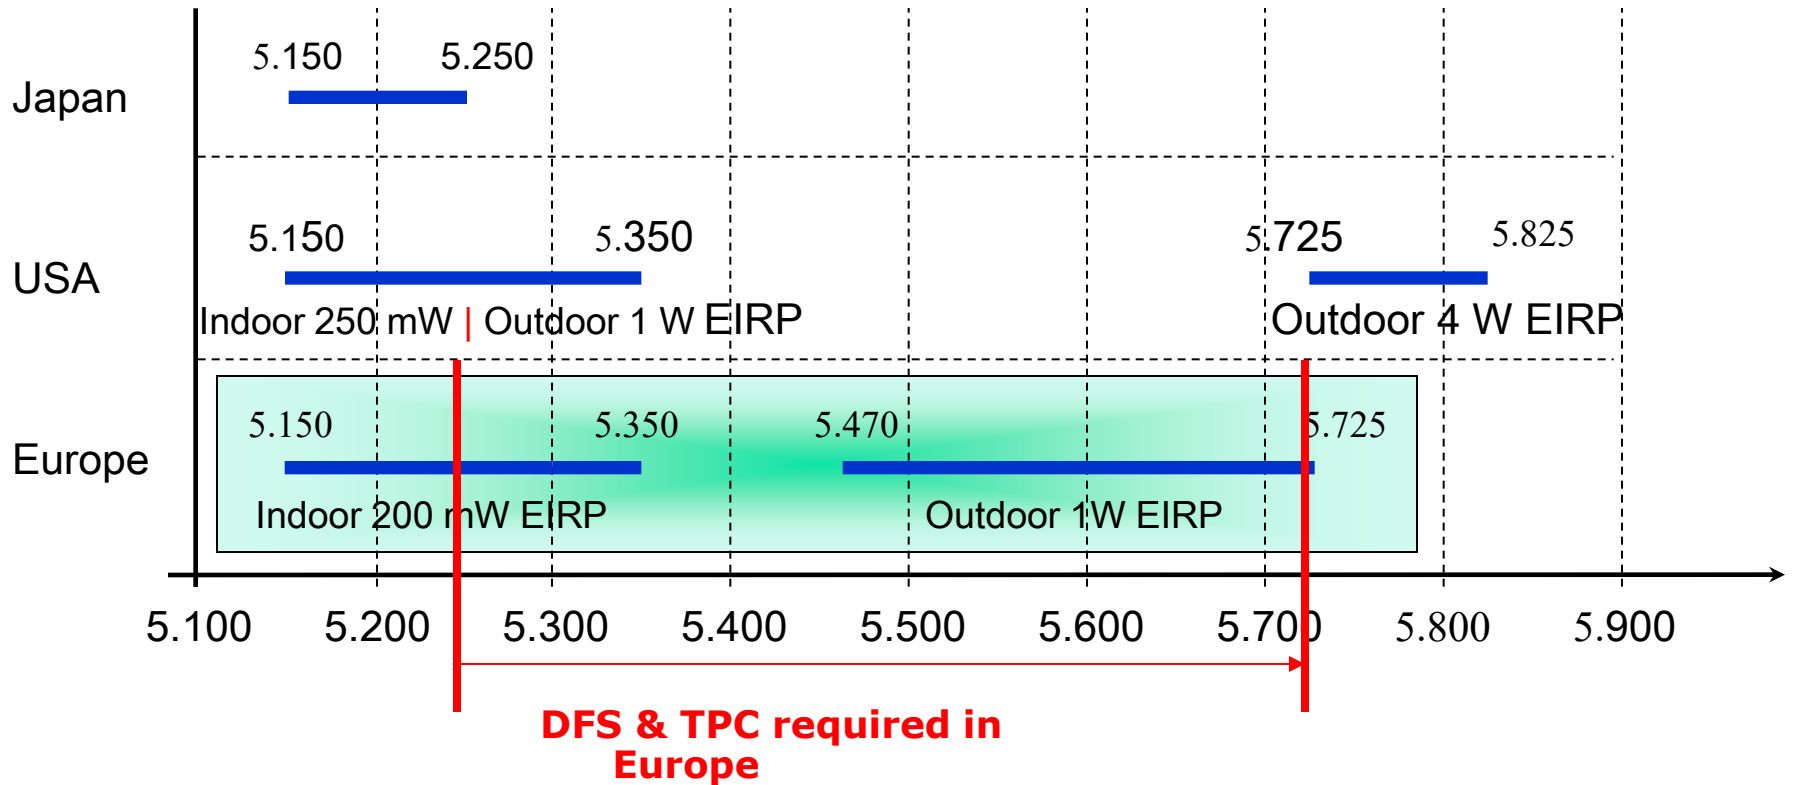 5.150 5.250
Japan
5.150 5.350 5.725 5.825
USA
Indoor 250 mW | Outdoor 1 W EIRP Outdoor 4 W EIRP
5.150 5.350 5.470 5.725
Europe
Indoor 200 mW EIRP Outdoor 1W EIRP
5.100 5.200 5.300 5.400 5.500 5.600 5.700 5.800 5.900
DFS & TPC required in
Europe